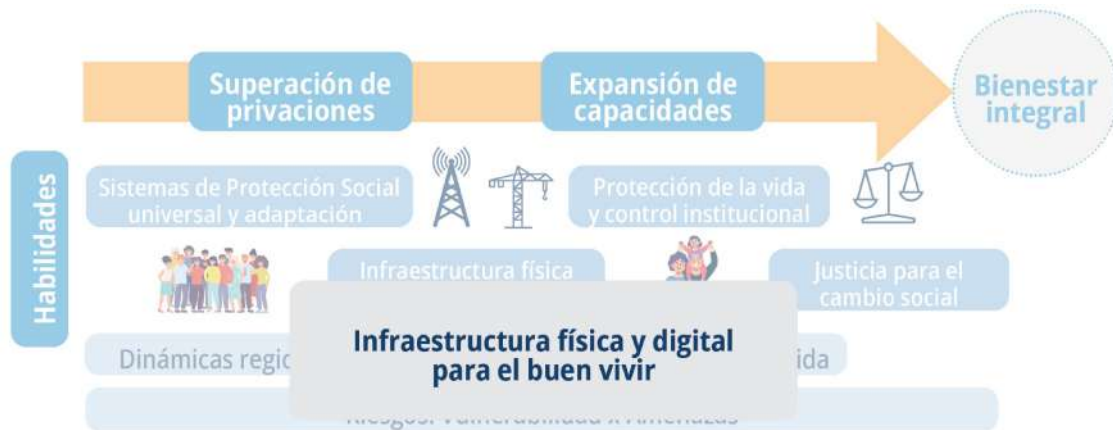 Superación de
privaciones
Expansión de
capacidades
Bienestar
integral
Habilidades
Sistemas de Protección Social
universal y adaptación
Protección de la vida
y control institucional
Infraestructura física
Justicia para el
cambio social
Infraestructura física y digital
para el buen vivir
Dinámicas regio
ida